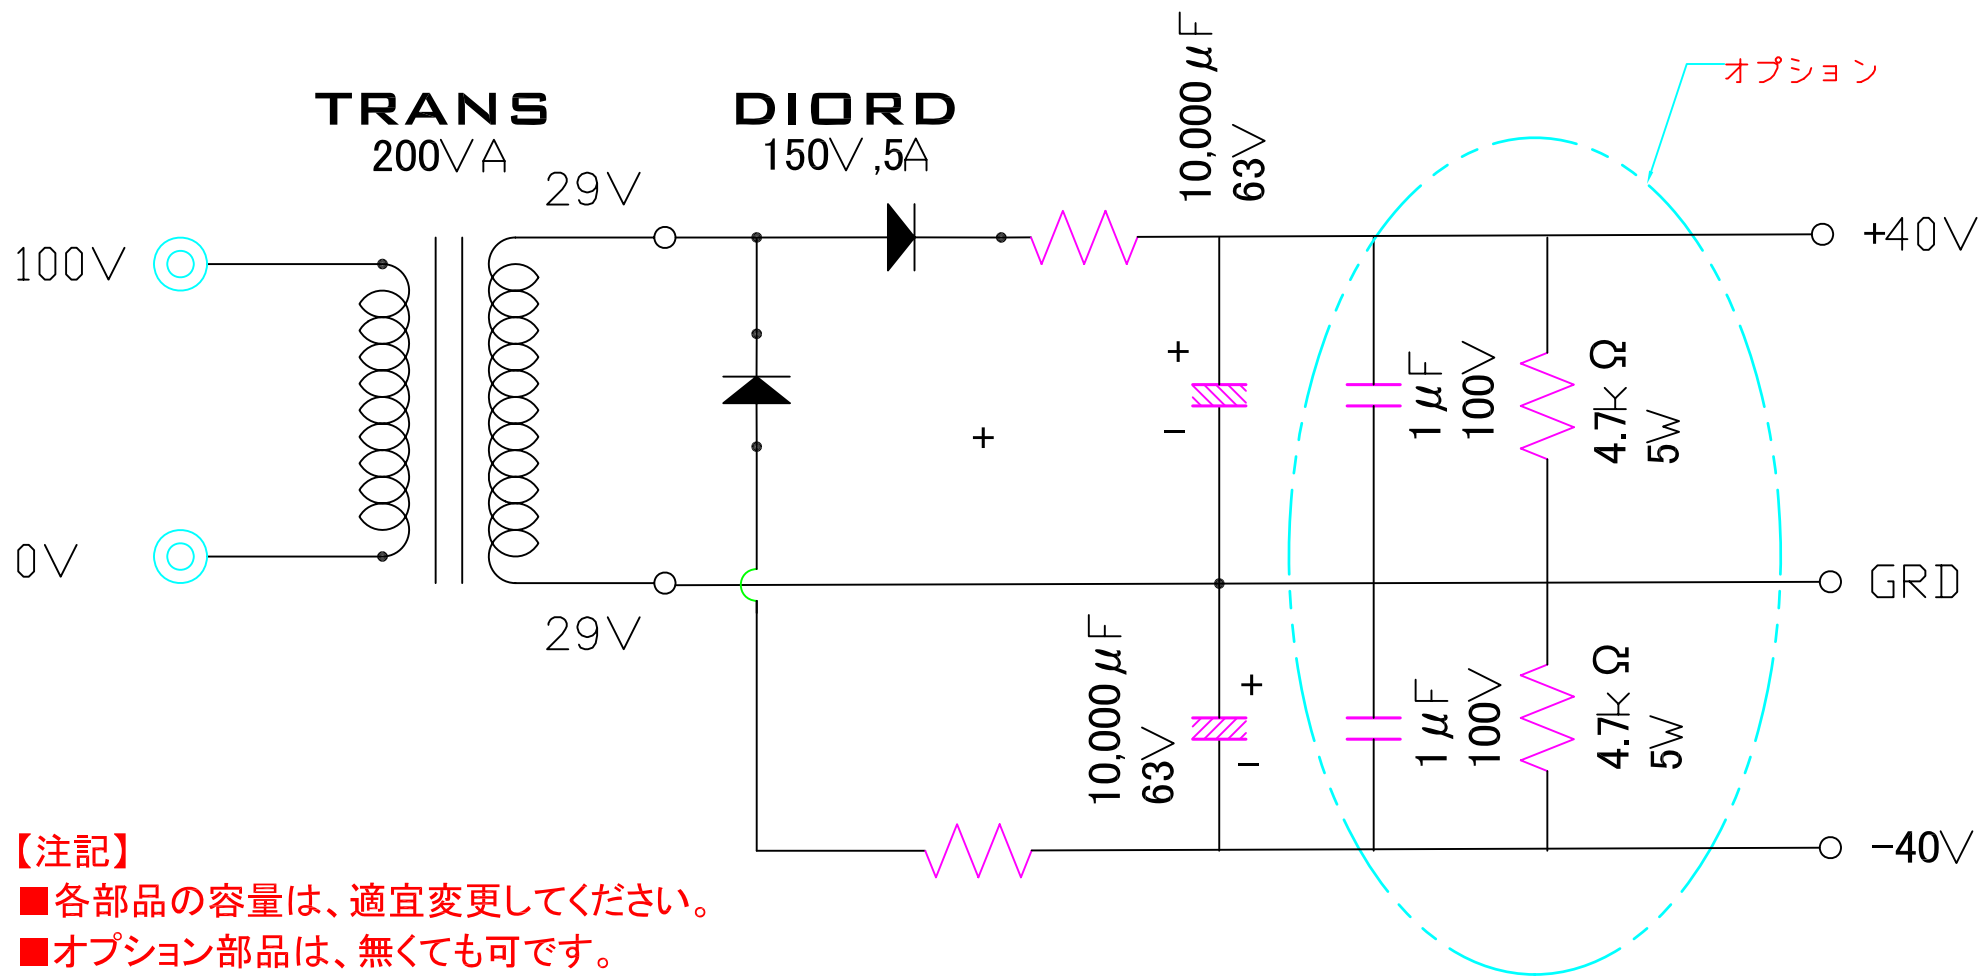 TRANS
200VA
DIORD
150V,5A
10,000μF
63V
オプション
29V
100V
+40V
+
−
+
1μF
100V
4.7kΩ
5W
0V
GRD
29V
10,000μF
63V
+
−
1μF
100V
4.7kΩ
5W
−40V
【注記】
■各部品の容量は、適宜変更してください。
■オプション部品は、無くても可です。